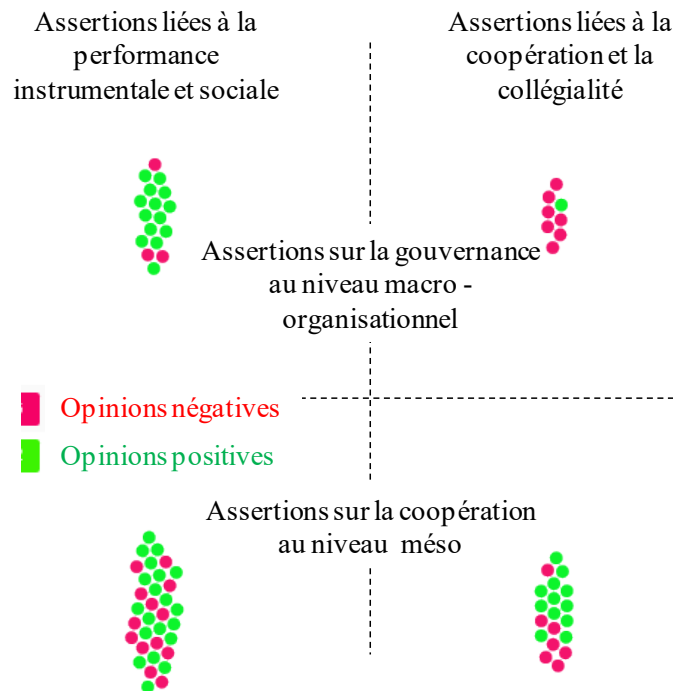 Assertions liées à la
performance
instrumentale et sociale
Assertions liées à la
coopération et la
collégialité
Assertions sur la gouvernance
au niveau macro -
organisationnel
Opinions négatives
Opinions positives
Assertions sur la coopération
au niveau méso